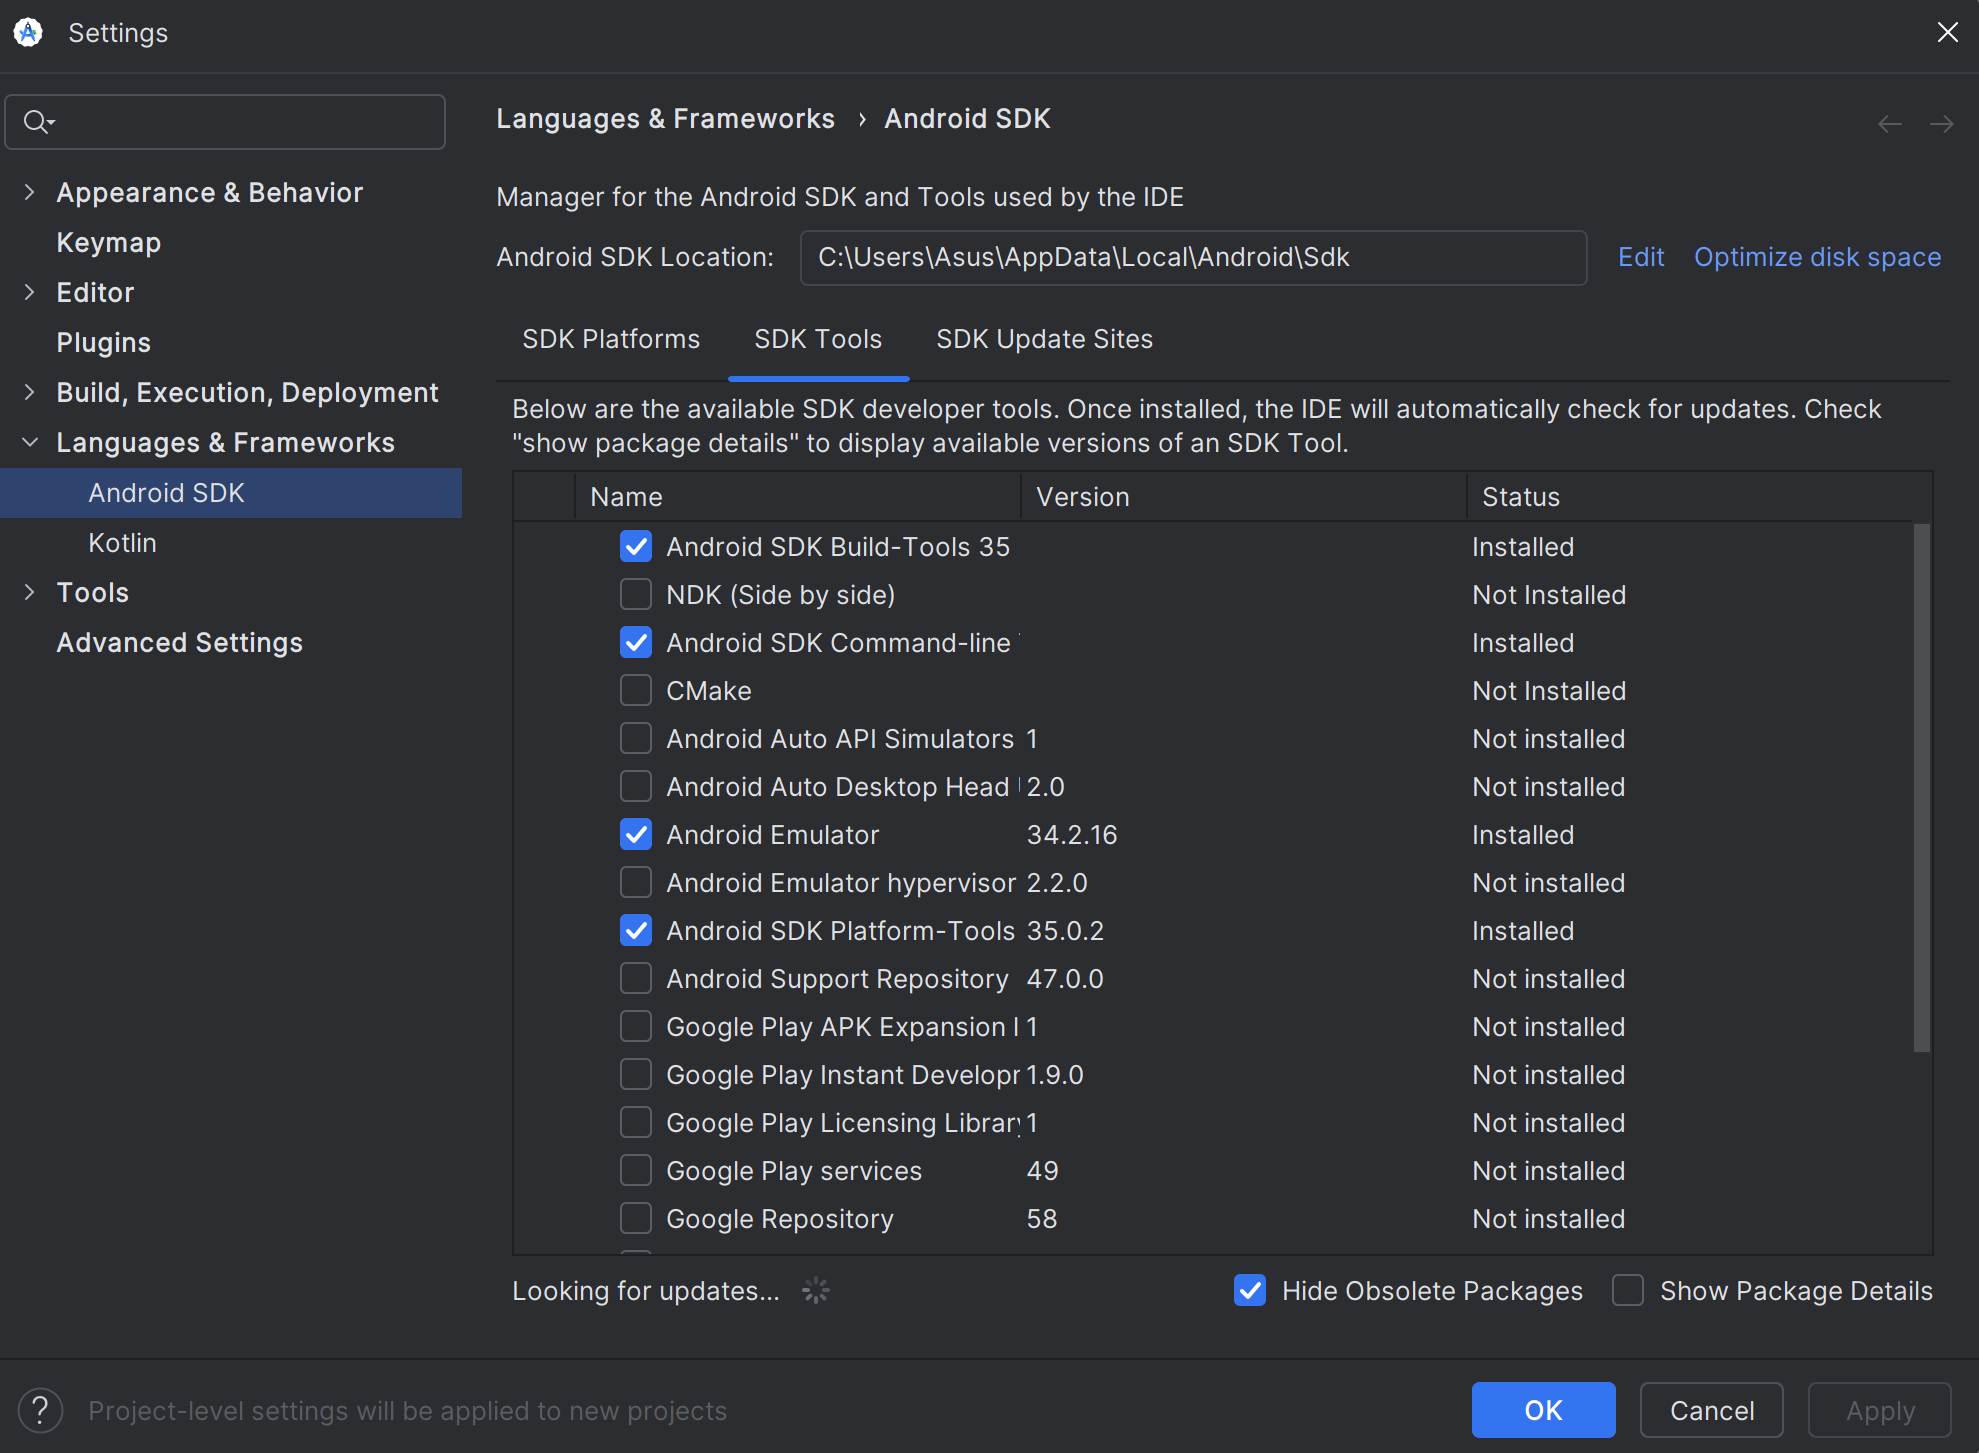 Settings
Appearance & Behavior
Keymap
Editor
Plugins
Build, Execution, Deployment
Languages & Frameworks
Android SDK
Kotlin
Tools
Advanced Settings
Languages & Frameworks › Android SDK
Manager for the Android SDK and Tools used by the IDE
Android SDK Location: C:\Users\Asus\AppData\Local\Android\Sdk Edit Optimize disk space
SDK Platforms SDK Tools SDK Update Sites
Below are the available SDK developer tools. Once installed, the IDE will automatically check for updates. Check
"show package details" to display available versions of an SDK Tool.
Name Version Status
Android SDK Build-Tools 35 Installed
NDK (Side by side) Not Installed
Android SDK Command-line Installed
CMake Not Installed
Android Auto API Simulators 1 Not installed
Android Auto Desktop Head 2.0 Not installed
Android Emulator 34.2.16 Installed
Android Emulator hypervisor 2.2.0 Not installed
Android SDK Platform-Tools 35.0.2 Installed
Android Support Repository 47.0.0 Not installed
Google Play APK Expansion 1 Not installed
Google Play Instant 1.9.0 Not installed
Google Play Licensing Library 1 Not installed
Google Play services 49 Not installed
Google Repository 58 Not installed
Looking for updates... Hide Obsolete Packages Show Package Details
? Project-level settings will be applied to new projects OK Cancel Apply